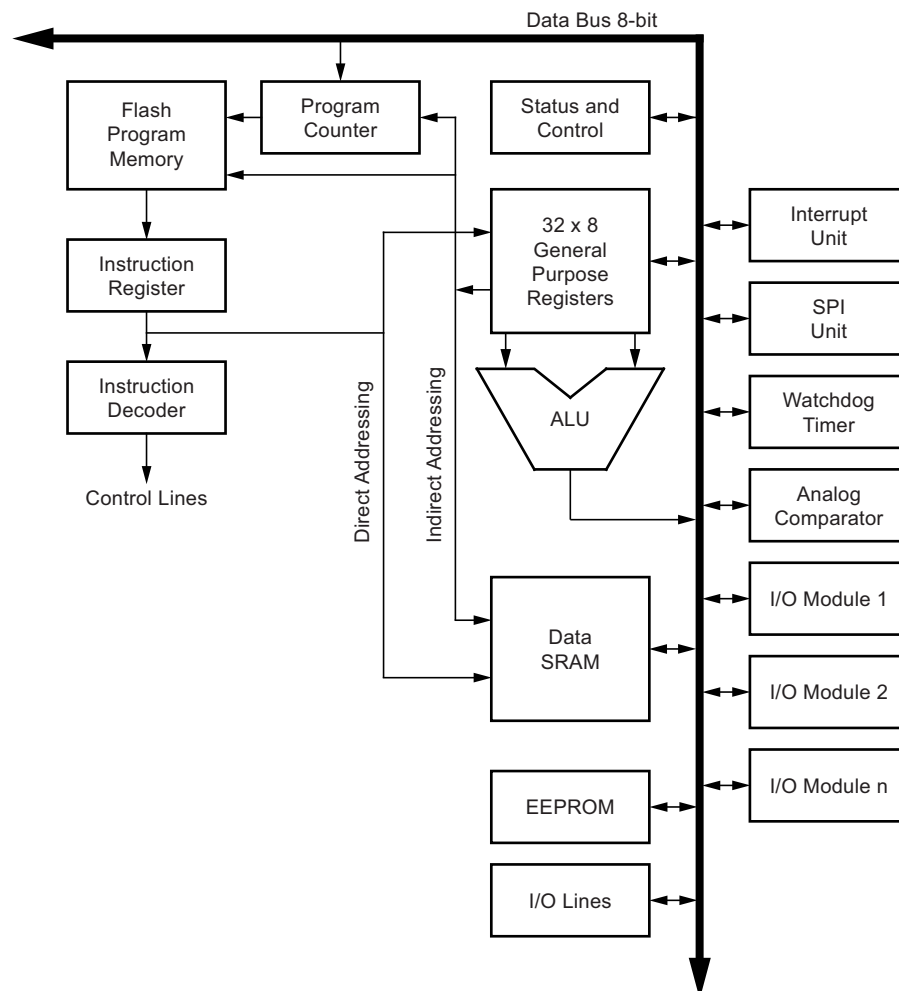 Data Bus 8-bit
Flash
Program
Memory
Program
Counter
Status and
Control
Instruction
Register
32 x 8
General
Purpose
Registers
Interrupt
Unit
SPI
Unit
Instruction
Decoder
ALU
Watchdog
Timer
Control Lines
Direct Addressing
Indirect Addressing
Analog
Comparator
I/O Module 1
Data
SRAM
I/O Module 2
I/O Module n
EEPROM
I/O Lines